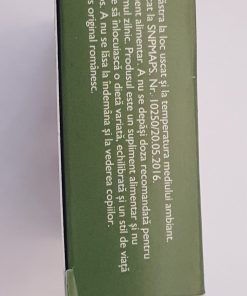 ăstra la loc uscat și la temperatura mediului ambiant.
cat la SNPMAPS. Nr: 10250/20.05.2016.
ment alimentar. A nu se depăși doza recomandată pentru
mul zilnic. Produsul este un supliment alimentar și nu
să înlocuiască o dietă variată, echilibrată și un stil de viață
os. A nu se lăsa la îndemâna și la vederea copiilor.
s original românesc.